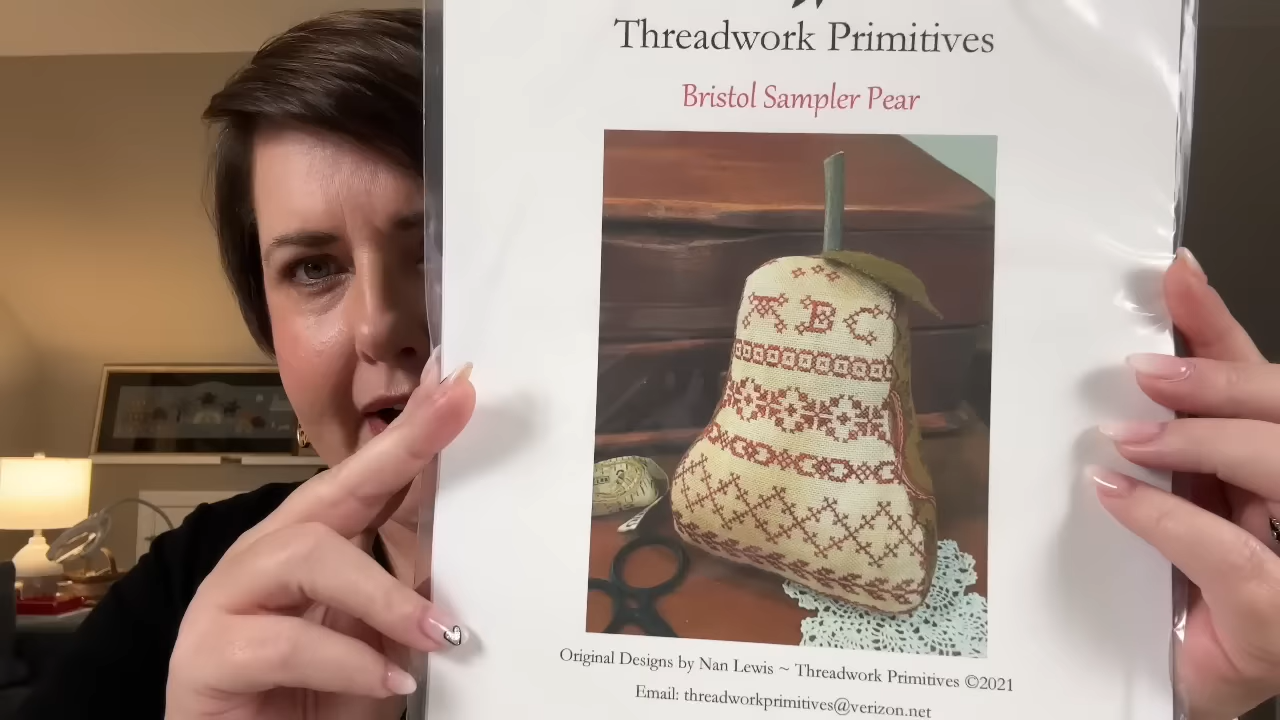 Threadwork Primitives
Bristol Sampler Pear
A B C
Original Designs by Nan Lewis ~ Threadwork Primitives ©2021
Email: threadworkprimitives@verizon.net